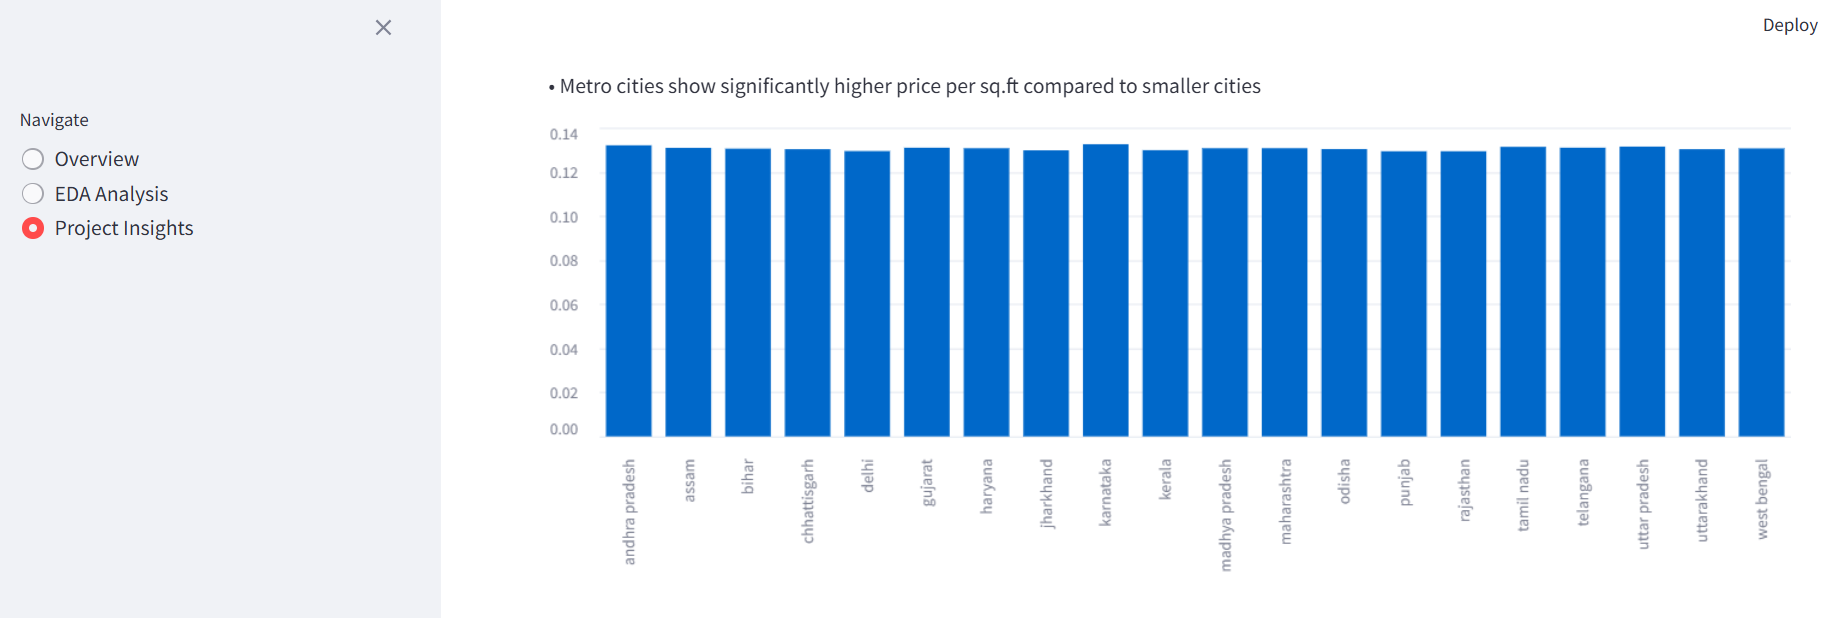 Deploy
Navigate
Overview
EDA Analysis
Project Insights
• Metro cities show significantly higher price per sq.ft compared to smaller cities
0.14
0.12
0.10
0.08
0.06
0.04
0.02
0.00
andhra pradesh
assam
bihar
chhattisgarh
delhi
gujarat
haryana
jharkhand
karnataka
kerala
madhya pradesh
maharashtra
odisha
punjab
rajasthan
tamil nadu
telangana
uttar pradesh
uttarakhand
west bengal